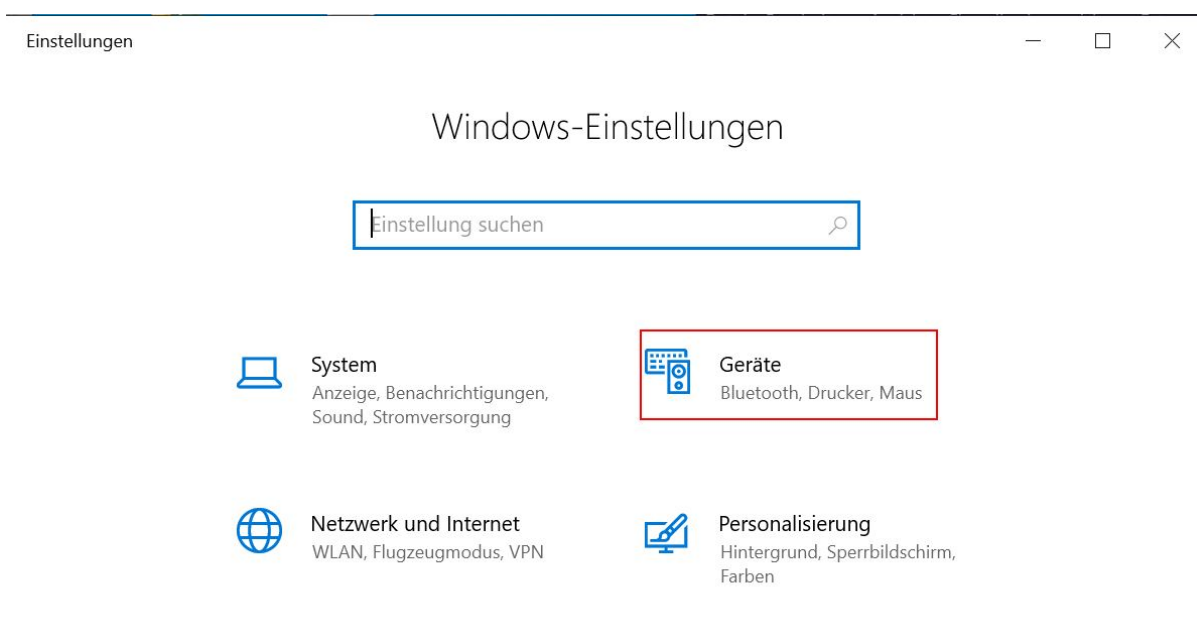 Einstellungen
Windows-Einstellungen
Einstellung suchen
System
Anzeige, Benachrichtigungen,
Sound, Stromversorgung
Geräte
Bluetooth, Drucker, Maus
Netzwerk und Internet
WLAN, Flugzeugmodus, VPN
Personalisierung
Hintergrund, Sperrbildschirm,
Farben